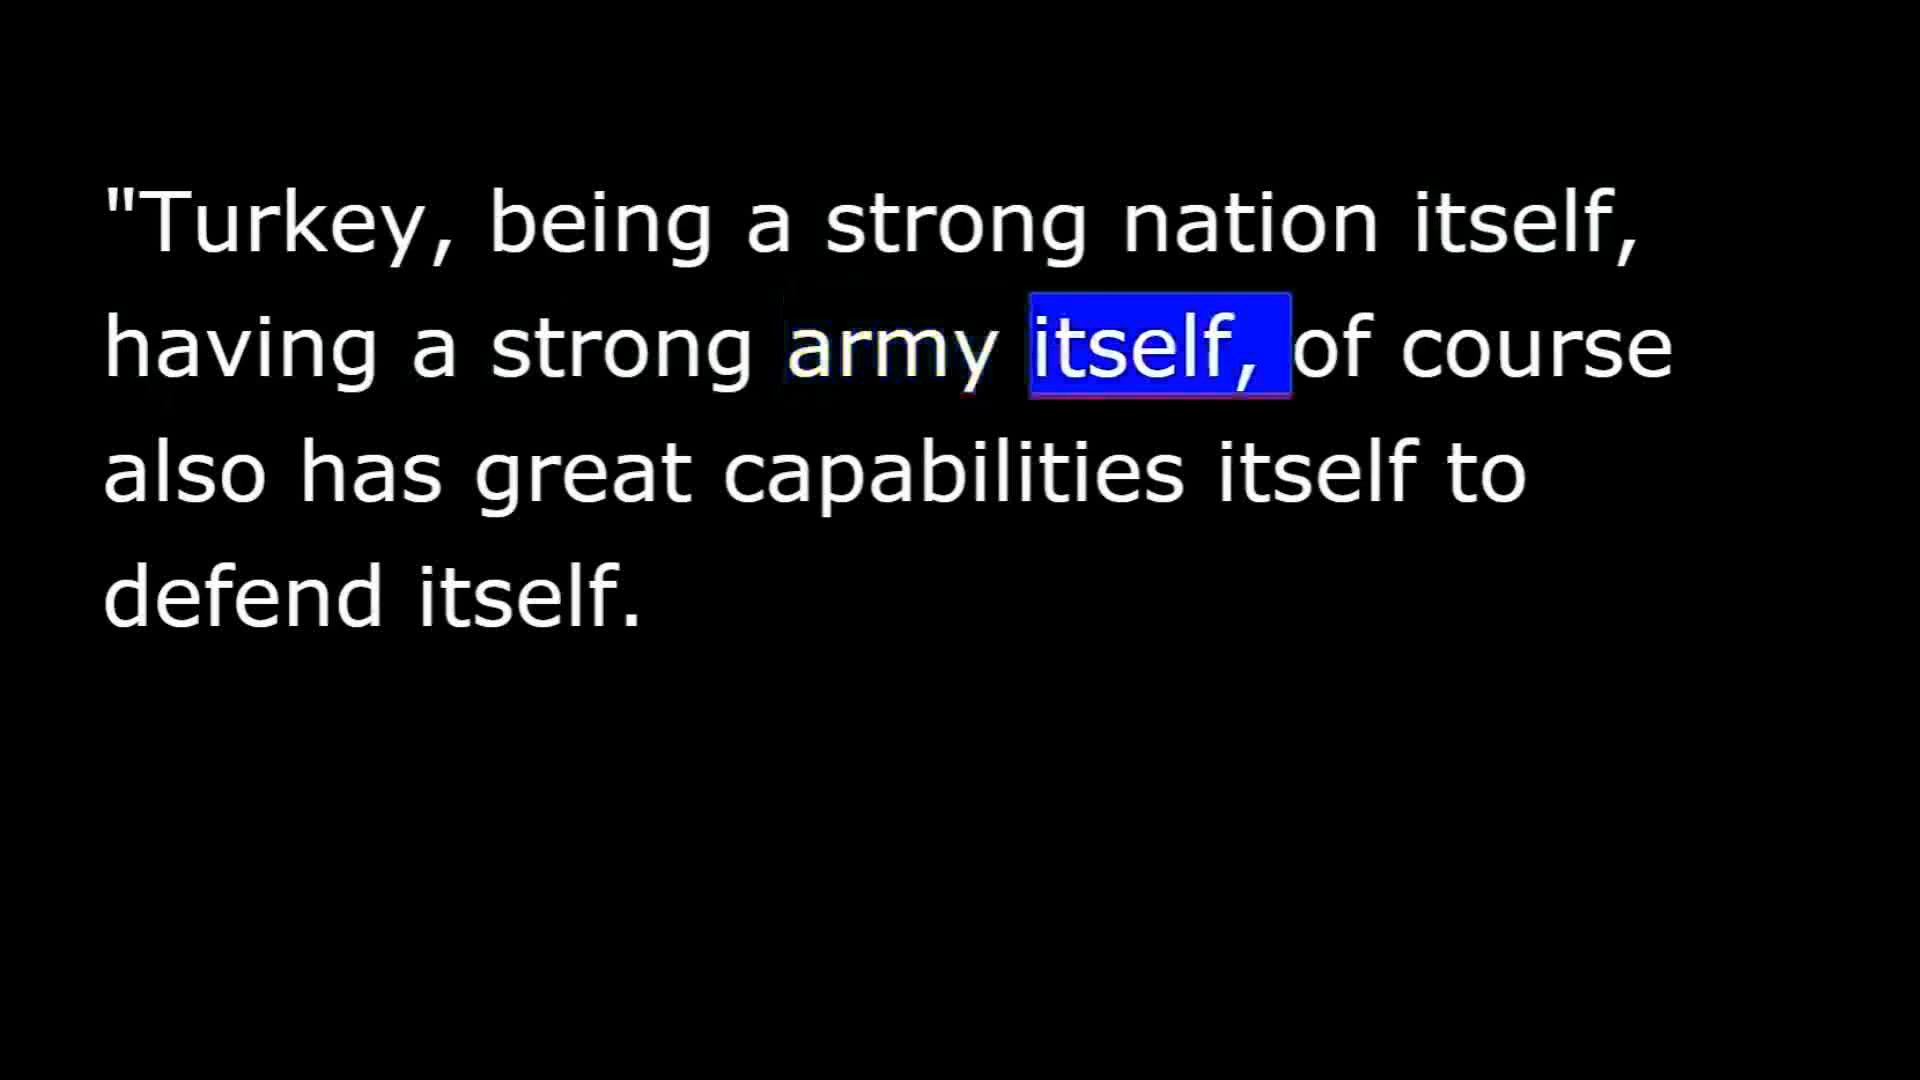 "Turkey, being a strong nation itself,
having a strong army itself, of course
also has great capabilities itself to
defend itself.